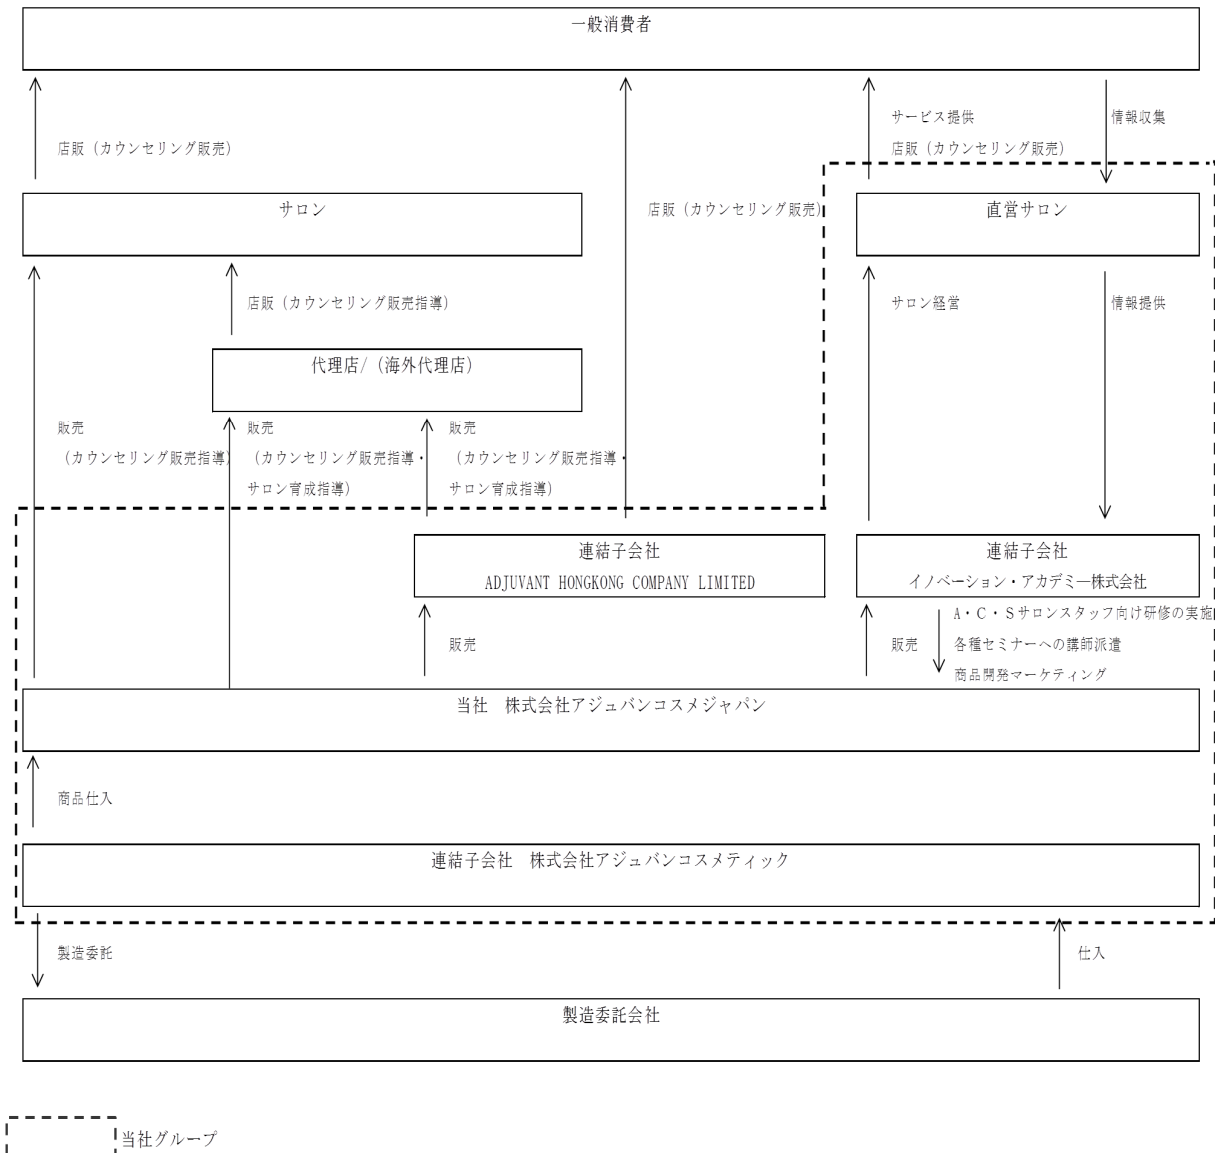 一般消費者
サービス提供
情報収集
店販（カウンセリング販売）
店販（カウンセリング販売）
サロン
店販（カウンセリング販売）
直営サロン
店販（カウンセリング販売指導）
サロン経営
情報提供
代理店/（海外代理店）
販売
販売
販売
（カウンセリング販売指導）
（カウンセリング販売指導・
（カウンセリング販売指導・
サロン育成指導）
サロン育成指導）
連結子会社
ADJUVANT HONGKONG COMPANY LIMITED
連結子会社
イノベーション・アカデミー株式会社
A・C・Sサロンスタッフ向け研修の実施
販売
販売
各種セミナーへの講師派遣
商品開発マーケティング
当社　株式会社アジュバンコスメジャパン
商品仕入
連結子会社　株式会社アジュバンコスメティック
製造委託
仕入
製造委託会社
当社グループ